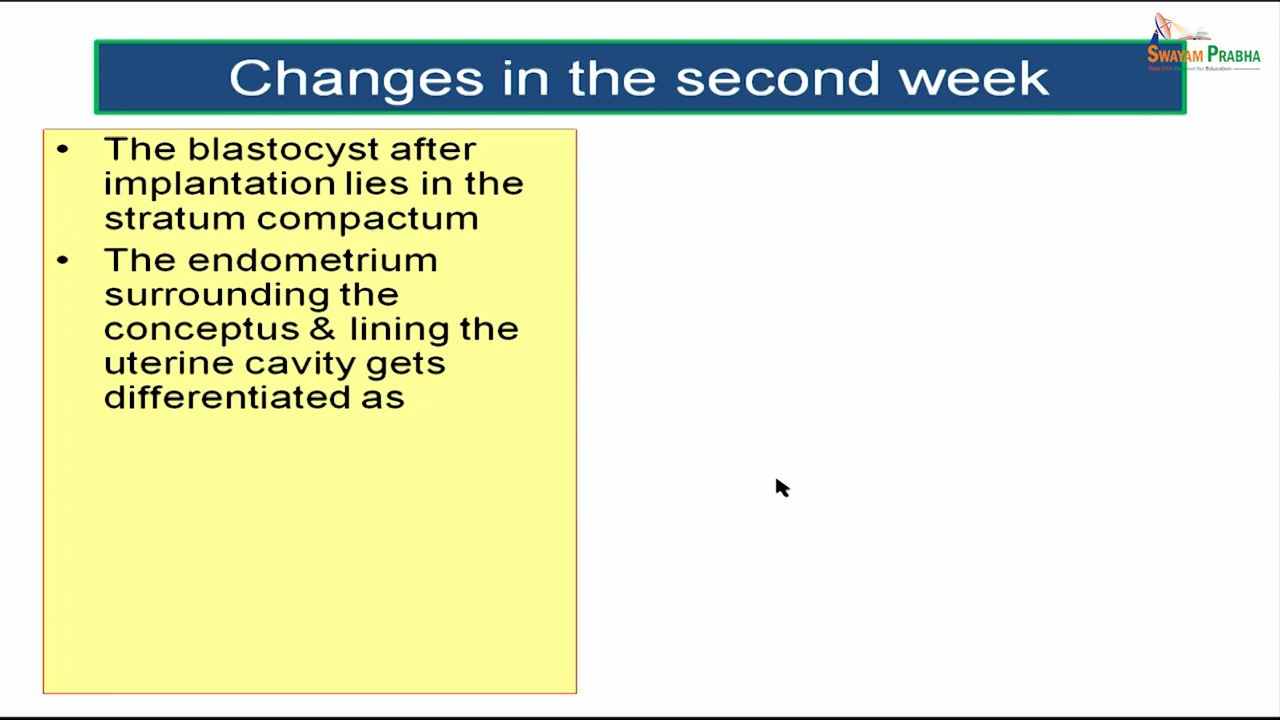 SWAYAM PRABHA
Changes in the second week
• The blastocyst after
implantation lies in the
stratum compactum
• The endometrium
surrounding the
conceptus & lining the
uterine cavity gets
differentiated as